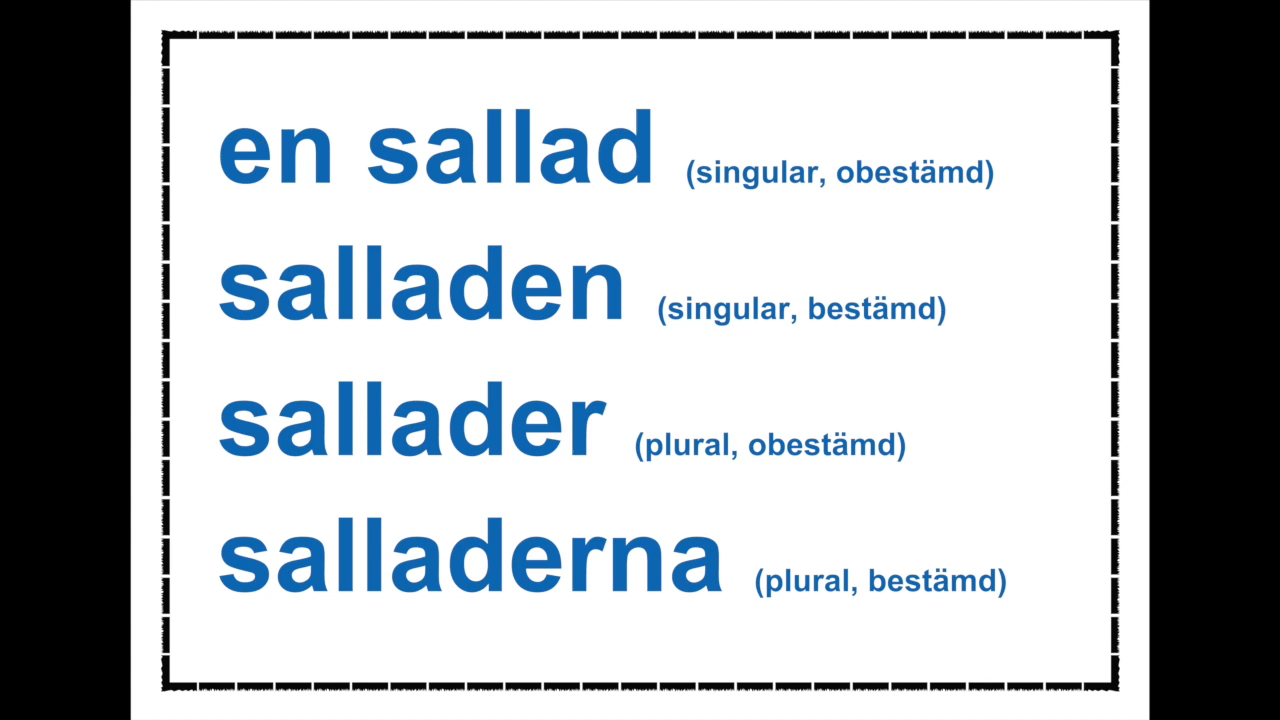 en sallad (singular, obestämd)
salladen (singular, bestämd)
sallader (plural, obestämd)
salladerna (plural, bestämd)